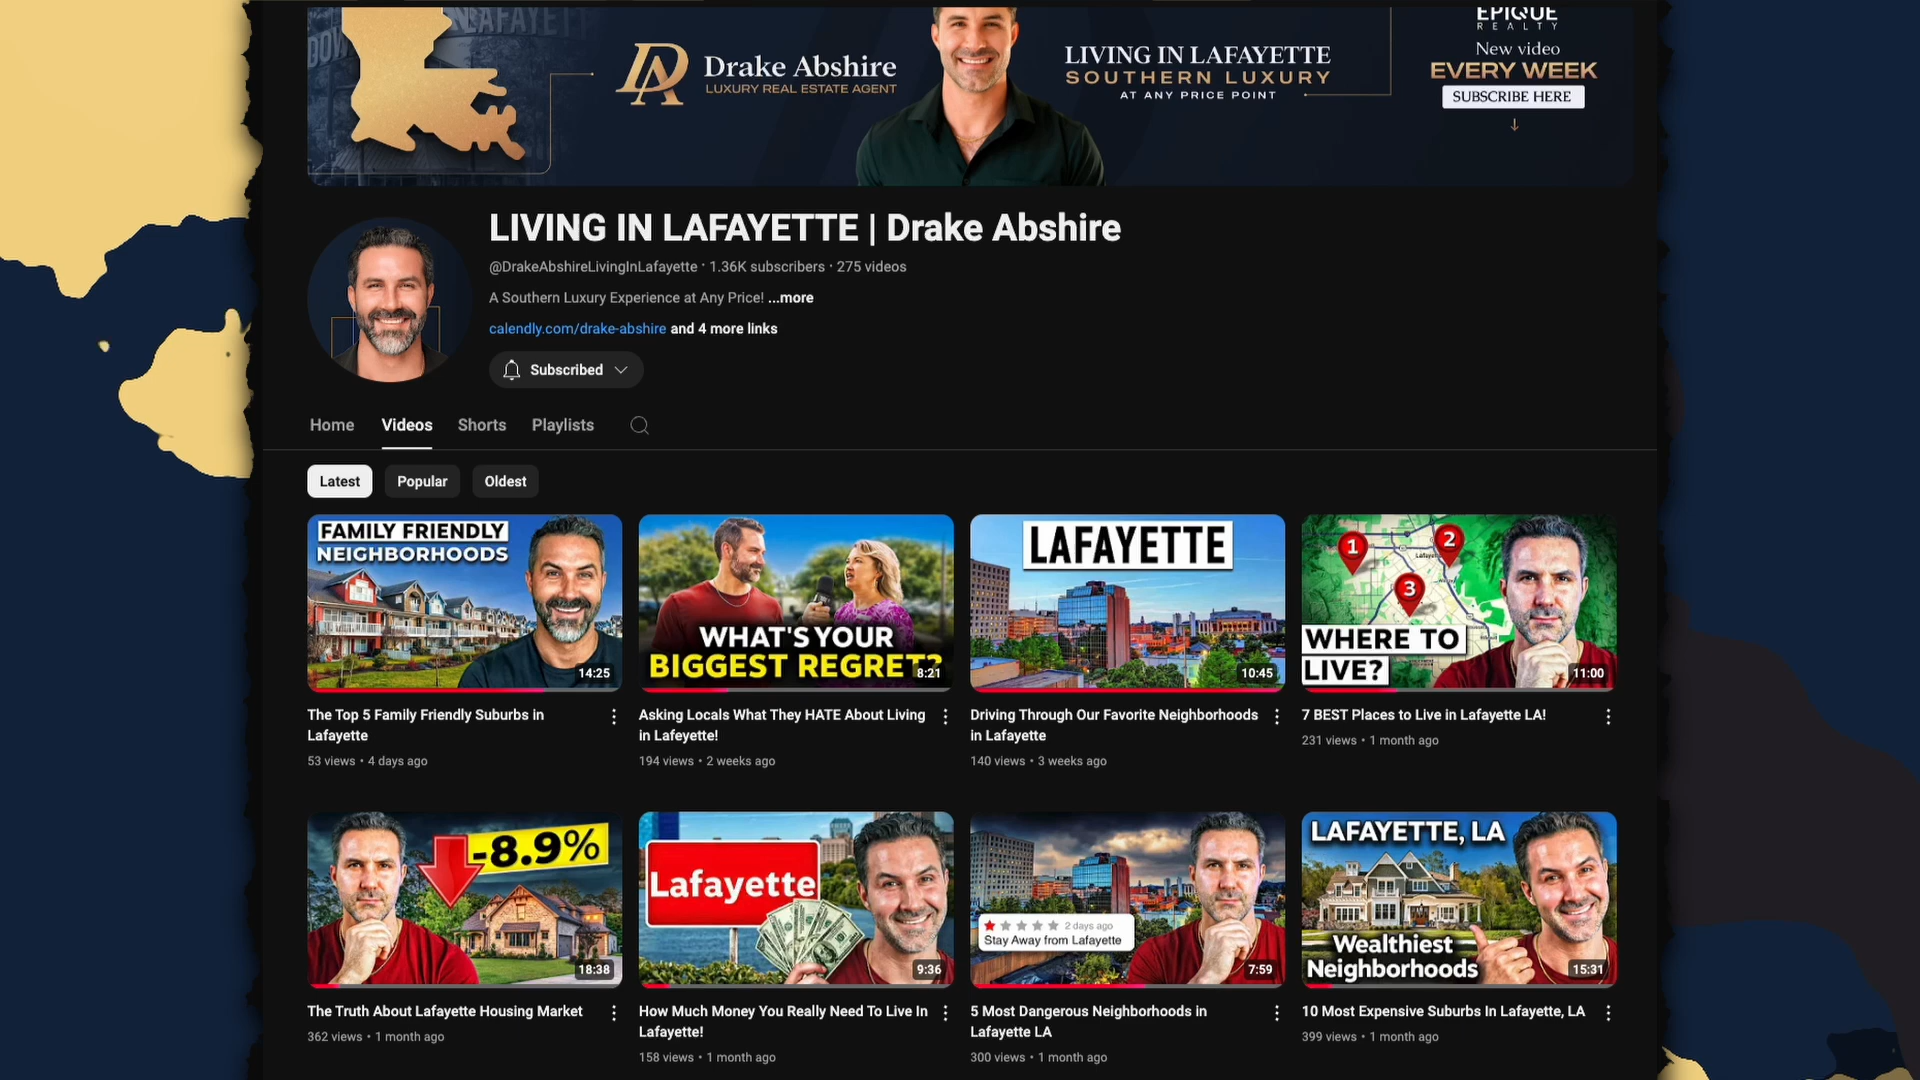 DOW
LAFAYETTE
DA
Drake Abshire
LUXURY REAL ESTATE AGENT
LIVING IN LAFAYETTE
SOUTHERN LUXURY
AT ANY PRICE POINT
EPIQUE
REALTY
New video
EVERY WEEK
SUBSCRIBE HERE
LIVING IN LAFAYETTE | Drake Abshire
@DrakeAbshireLivingInLafayette · 1.36K subscribers · 275 videos
A Southern Luxury Experience at Any Price! ...more
calendly.com/drake-abshire and 4 more links
Subscribed
Home Videos Shorts Playlists
Latest Popular Oldest
FAMILY FRIENDLY
NEIGHBORHOODS
14:25
WHAT'S YOUR
BIGGEST REGRET?
8:21
LAFAYETTE
10:45
1
2
3
WHERE TO
LIVE?
11:00
The Top 5 Family Friendly Suburbs in
Lafayette
53 views • 4 days ago
Asking Locals What They HATE About Living
in Lafeyette!
194 views • 2 weeks ago
Driving Through Our Favorite Neighborhoods
in Lafayette
140 views • 3 weeks ago
7 BEST Places to Live in Lafayette LA!
231 views • 1 month ago
-8.9%
18:38
Lafayette
9:36
2 days ago
Stay Away from Lafayette
7:59
LAFAYETTE, LA
Wealthiest
Neighborhoods
15:31
The Truth About Lafayette Housing Market
362 views • 1 month ago
How Much Money You Really Need To Live In
Lafayette!
158 views • 1 month ago
5 Most Dangerous Neighborhoods in
Lafayette LA
300 views • 1 month ago
10 Most Expensive Suburbs In Lafayette, LA
399 views • 1 month ago